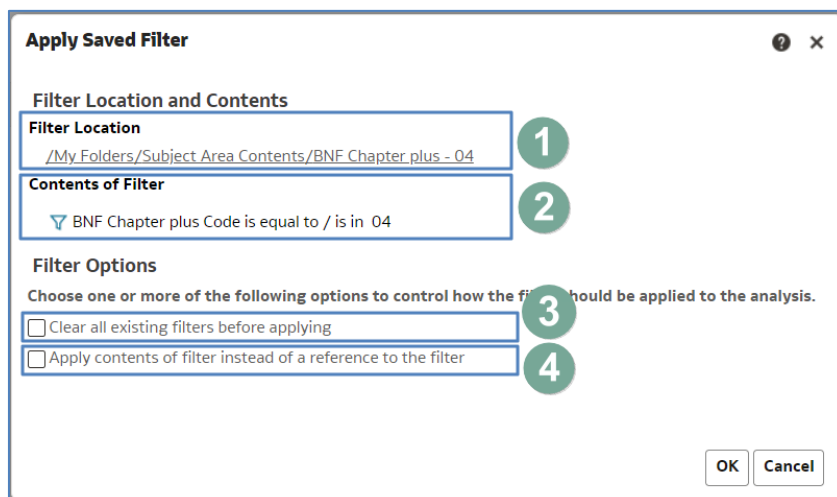 Apply Saved Filter
Filter Location and Contents
Filter Location
/My Folders/Subject Area Contents/BNF Chapter plus - 04
1
Contents of Filter
2
BNF Chapter plus Code is equal to / is in 04
Filter Options
Choose one or more of the following options to control how the fil hould be applied to the analysis.
3
Clear all existing filters before applying
Apply contents of filter instead of a reference to the filter
4
OK Cancel